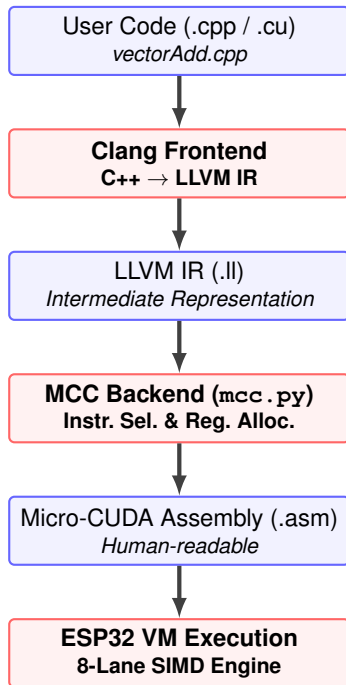 User Code (.cpp / .cu)
vectorAdd.cpp
Clang Frontend
C++ → LLVM IR
LLVM IR (.ll)
Intermediate Representation
MCC Backend (mcc.py)
Instr. Sel. & Reg. Alloc.
Micro-CUDA Assembly (.asm)
Human-readable
ESP32 VM Execution
8-Lane SIMD Engine